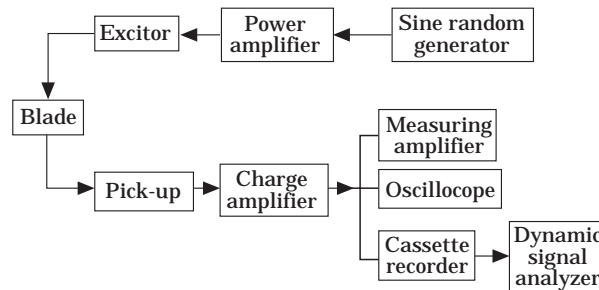 Excitor
Power
amplifier
Sine random
generator
Blade
Pick-up
Charge
amplifier
Measuring
amplifier
Oscillocope
Cassette
recorder
Dynamic
signal
analyzer